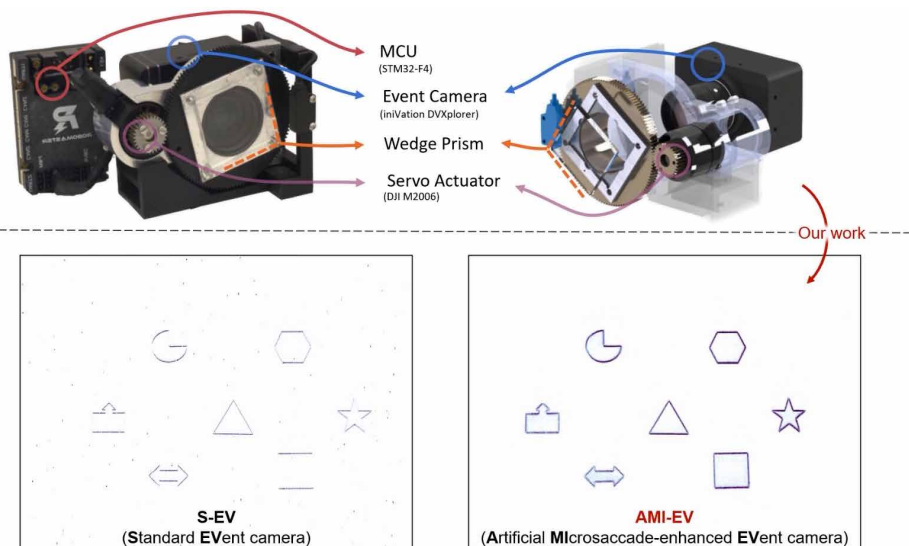 MCU
(STM32-F4)
Event Camera
(iniVation DVXplorer)
Wedge Prism
Servo Actuator
(DJI M2006)
Our work
S-EV
(Standard EVent camera)
AMI-EV
(Artificial MIcrosaccade-enhanced EVent camera)